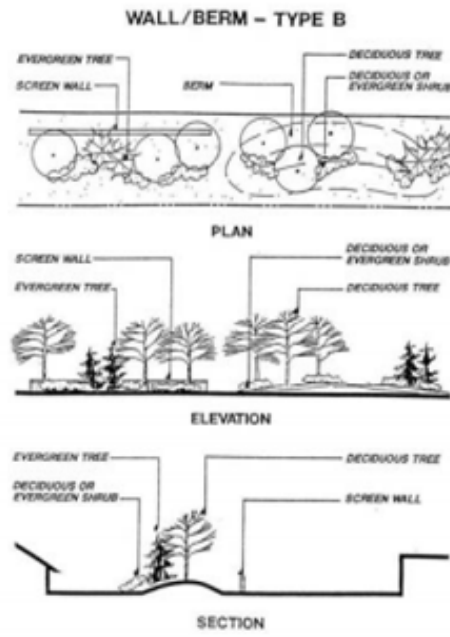 WALL/BERM – TYPE B
EVERGREEN TREE
SCREEN WALL
BERM
DECIDUOUS TREE
DECIDUOUS OR
EVERGREEN SHRUB
PLAN
SCREEN WALL
EVERGREEN TREE
DECIDUOUS OR
EVERGREEN SHRUB
DECIDUOUS TREE
ELEVATION
EVERGREEN TREE
DECIDUOUS OR
EVERGREEN SHRUB
DECIDUOUS TREE
SCREEN WALL
SECTION